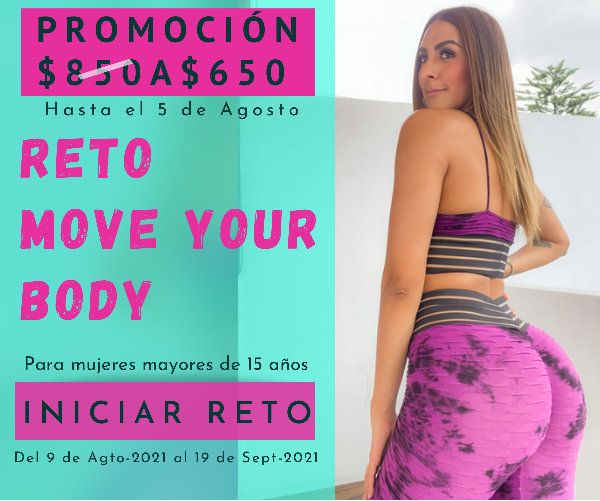 PROMOCIÓN
$850A$650
Hasta el 5 de Agosto
RETO
MOVE YOUR
BODY
Para mujeres mayores de 15 años
INICIAR RETO
Del 9 de Agto-2021 al 19 de Sept-2021